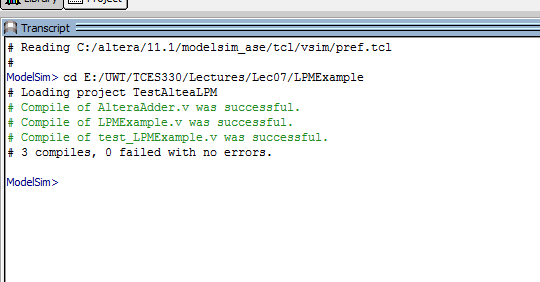 Library Project
Transcript
# Reading C:/altera/11.1/modelsim_ase/tcl/vsim/pref.tcl
#
ModelSim> cd E:/UWT/TCES330/Lectures/Lec07/LPMExample
# Loading project TestAlteaLPM
# Compile of AlteraAdder.v was successful.
# Compile of LPMExample.v was successful.
# Compile of test_LPMExample.v was successful.
# 3 compiles, 0 failed with no errors.
ModelSim>